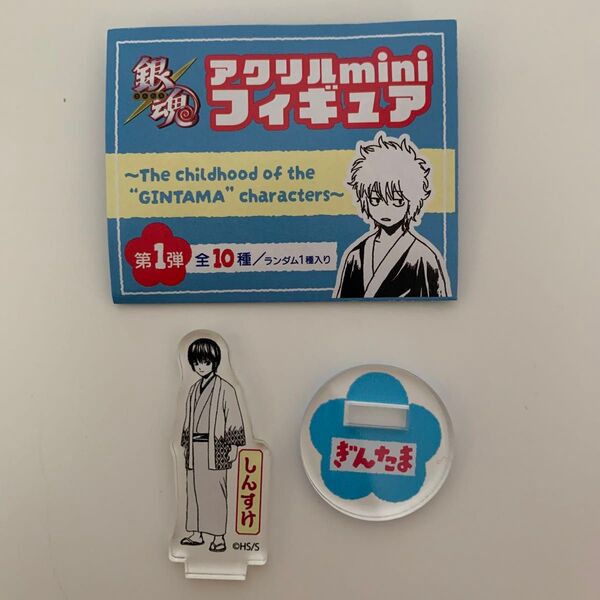 銀魂
アクリルmini
フィギュア
～The childhood of the
“GINTAMA” characters～
第1弾 全10種／ランダム1種入り
しんすけ
©HS/S
ぎんたま